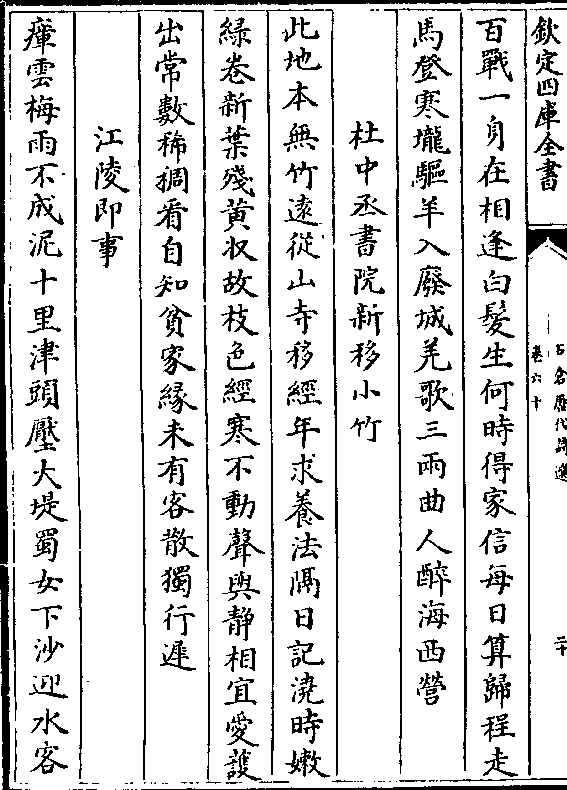 欽定四庫全書
石倉歷代詩選
卷六十
二十
百戰一身在相逢白髮生何時得家信每日算歸程走
馬登寒壠驅羊入廢城羌歌三兩曲人醉海西營
杜中丞書院新移小竹
此地本無竹遠從山寺移經年求養法隔日記澆時嫩
綠卷新葉殘黃收故枝色經寒不動聲與静相宜愛護
出常數稀稠看自知貧家緣未有客散獨行遲
江陵即事
瘴雲梅雨不成泥十里津頭壓大堤蜀女下沙迎水客